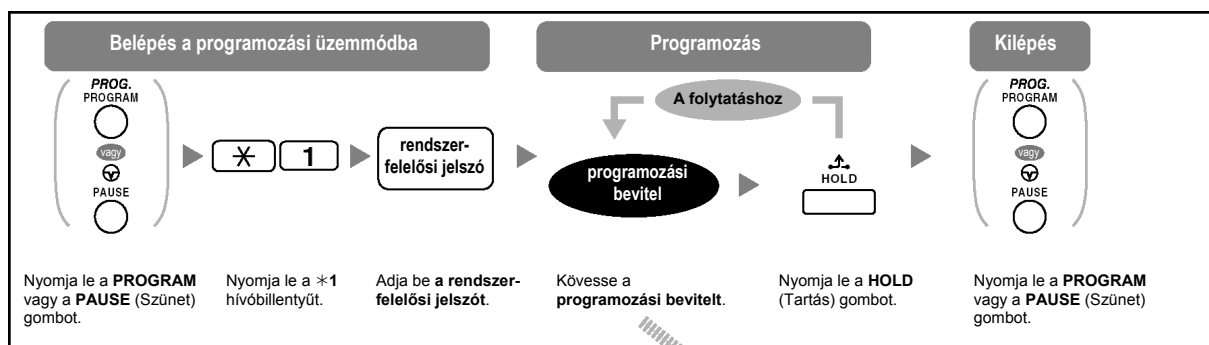 Belépés a programozási üzemmódba
Programozás
Kilépés
PROG.
PROGRAM
vagy
PAUSE
✳ 1
rendszer-
felelősi jelszó
A folytatáshoz
programozási
bevitel
HOLD
PROG.
PROGRAM
vagy
PAUSE
Nyomja le a PROGRAM
vagy a PAUSE (Szünet)
gombot.
Nyomja le a ✳1
hívóbillentyűt.
Adja be a rendszer-
felelősi jelszót.
Kövesse a
programozási bevitelt.
Nyomja le a HOLD
(Tartás) gombot.
Nyomja le a PROGRAM
vagy a PAUSE (Szünet)
gombot.